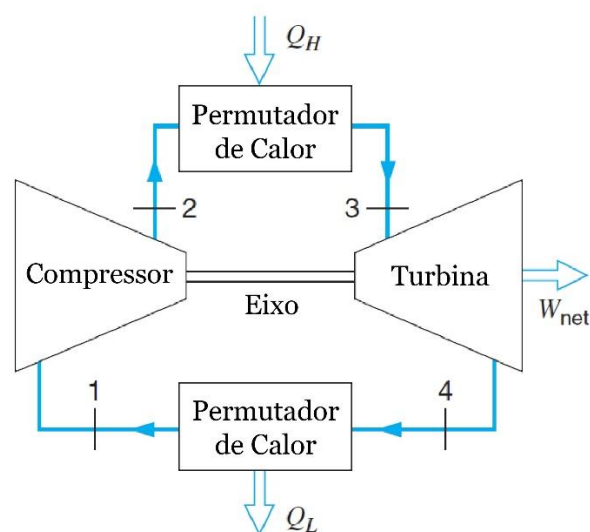 Q_H
Permutador
de Calor
2
3
Compressor
Eixo
Turbina
W_net
1
Permutador
de Calor
4
Q_L